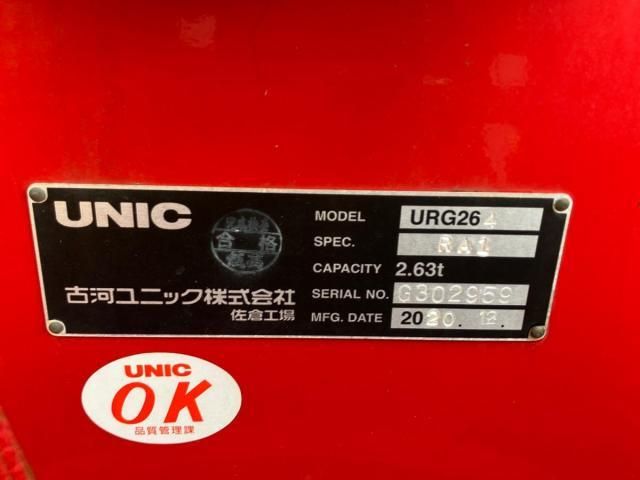 UNIC
合格
MODEL URG264
SPEC. RA1
CAPACITY 2.63t
SERIAL NO. G302959
MFG. DATE 2020. 12.
古河ユニック株式会社
佐倉工場
UNIC
OK
品質管理課